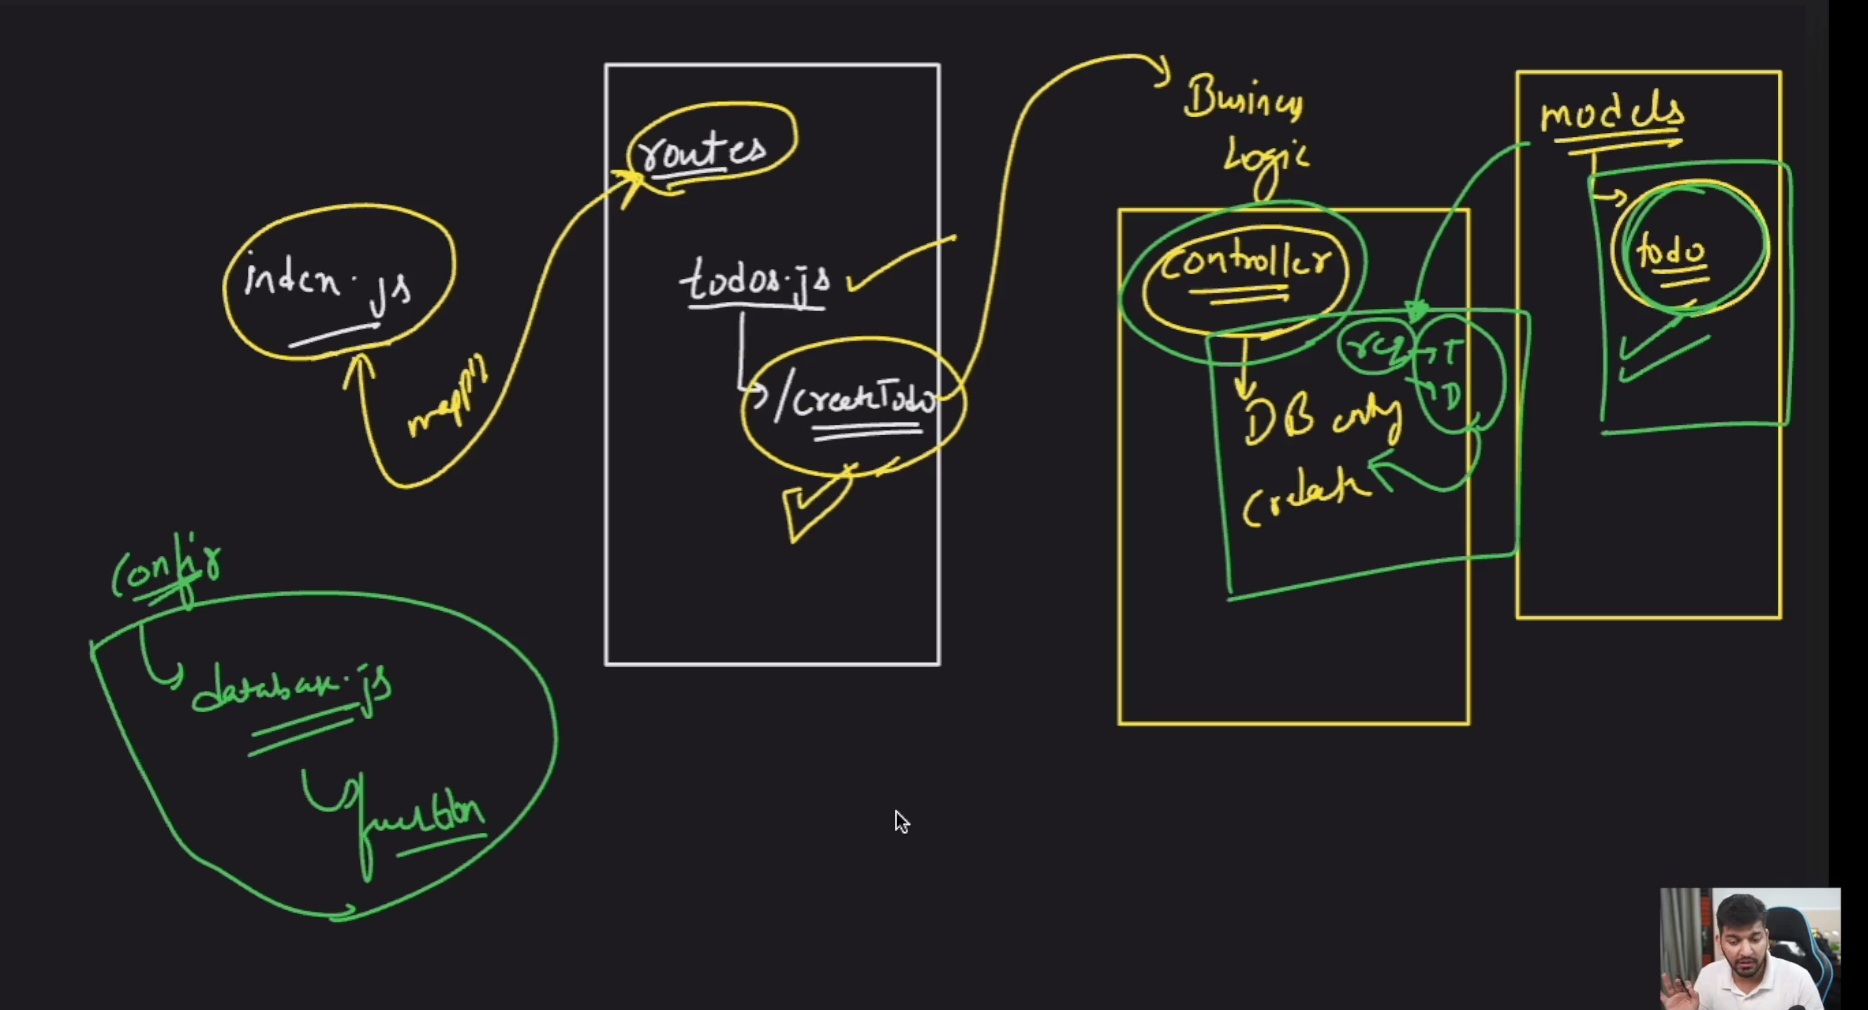 index.js
mapp'n
routes
todos.js
/createTodo
Business
Logic
controller
req → T
→ D
DB entry
create
models
todo
config
database.js
function